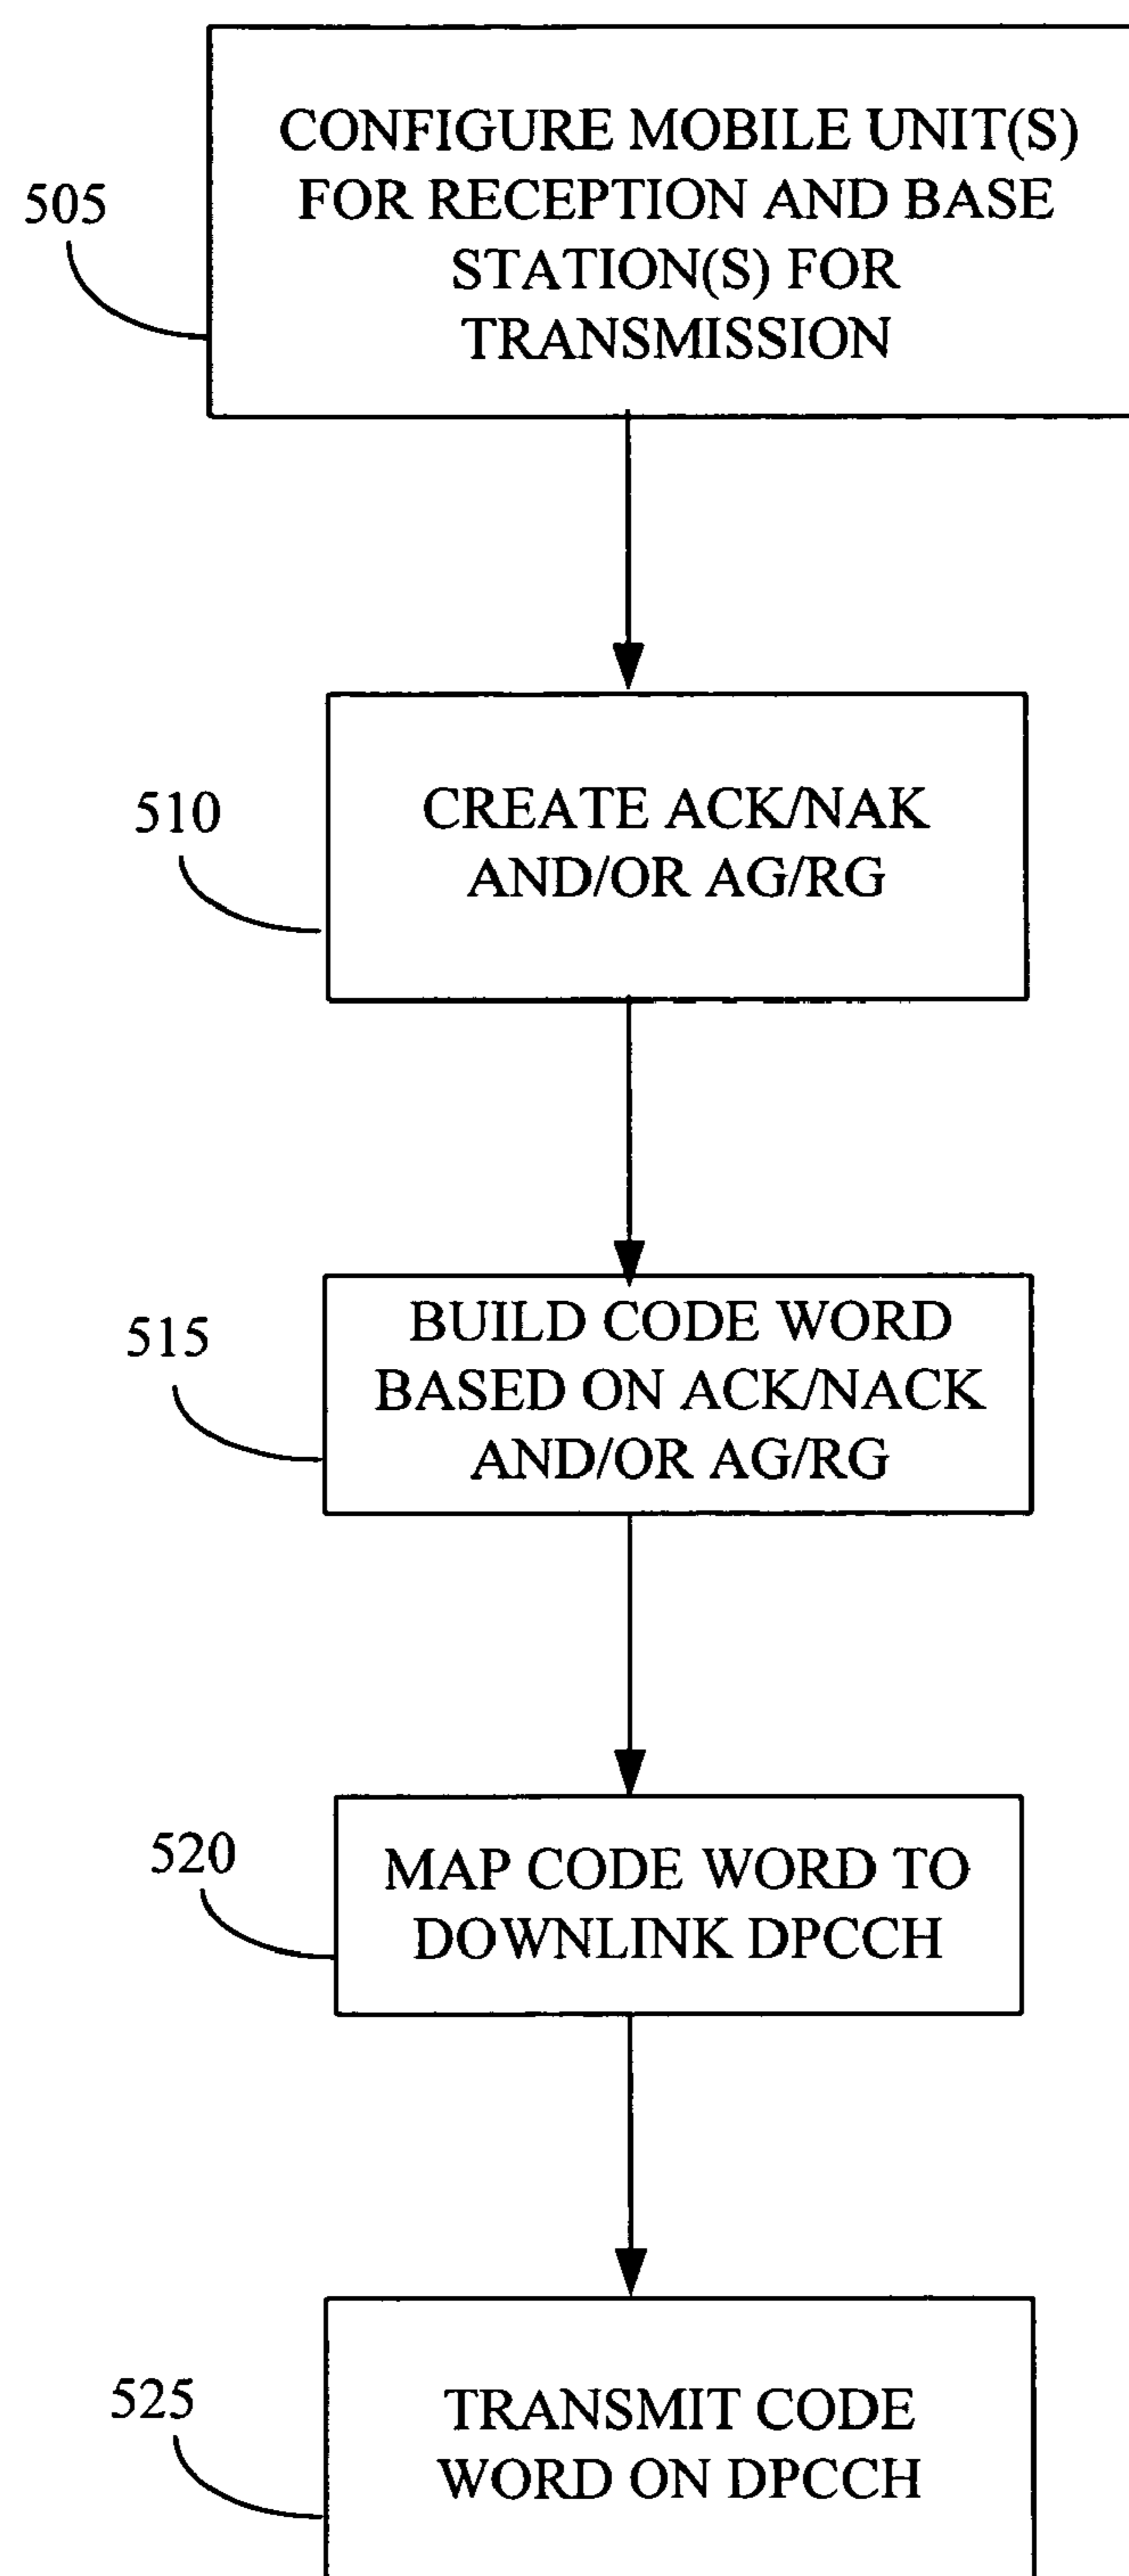 CONFIGURE MOBILE UNIT(S)
FOR RECEPTION AND BASE
STATION(S) FOR
TRANSMISSION
505
CREATE ACK/NAK
AND/OR AG/RG
510
BUILD CODE WORD
BASED ON ACK/NACK
AND/OR AG/RG
515
MAP CODE WORD TO
DOWNLINK DPCCH
520
TRANSMIT CODE
WORD ON DPCCH
525